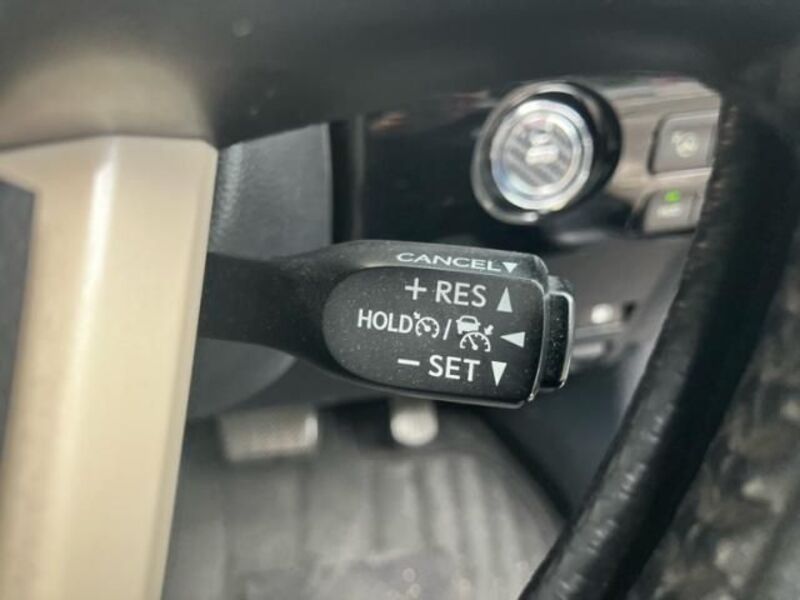 CANCEL▼
+ RES ▲
HOLD / ◀
− SET ▼